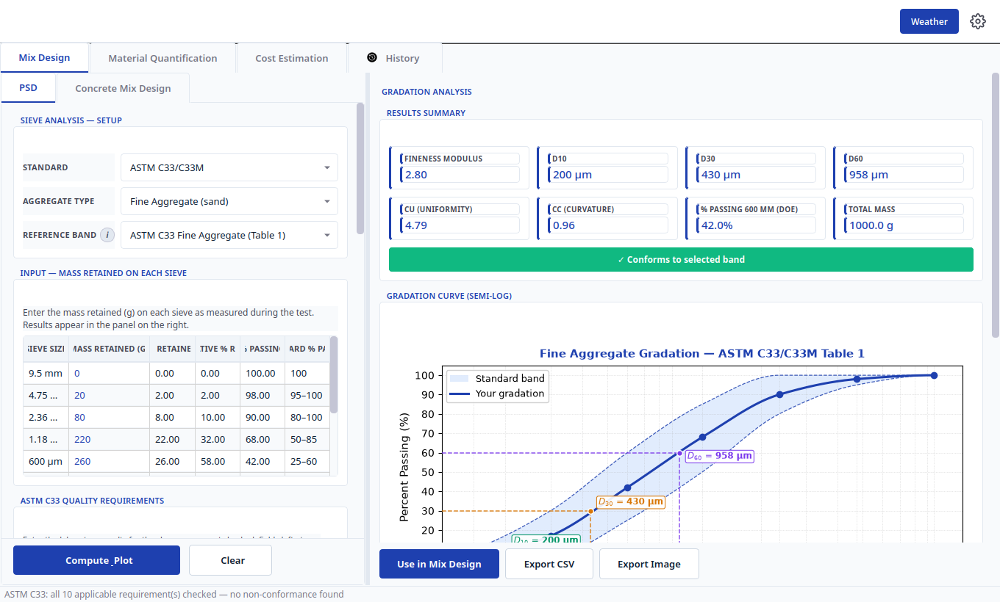 Weather
Mix Design
Material Quantification
Cost Estimation
History
PSD
Concrete Mix Design
SIEVE ANALYSIS — SETUP
STANDARD
ASTM C33/C33M
AGGREGATE TYPE
Fine Aggregate (sand)
REFERENCE BAND
i
ASTM C33 Fine Aggregate (Table 1)
INPUT — MASS RETAINED ON EACH SIEVE
Enter the mass retained (g) on each sieve as measured during the test.
Results appear in the panel on the right.
IEVE SIZE MASS RETAINED (G RETAINE TIVE % R PASSING ARD % PA
9.5 mm 0 0.00 0.00 100.00 100
4.75 ... 20 2.00 2.00 98.00 95–100
2.36 ... 80 8.00 10.00 90.00 80–100
1.18 ... 220 22.00 32.00 68.00 50–85
600 µm 260 26.00 58.00 42.00 25–60
ASTM C33 QUALITY REQUIREMENTS
Compute _Plot
Clear
GRADATION ANALYSIS
RESULTS SUMMARY
FINENESS MODULUS
2.80
D10
200 µm
D30
430 µm
D60
958 µm
CU (UNIFORMITY)
4.79
CC (CURVATURE)
0.96
% PASSING 600 MM (DOE)
42.0%
TOTAL MASS
1000.0 g
✓ Conforms to selected band
GRADATION CURVE (SEMI-LOG)
Fine Aggregate Gradation — ASTM C33/C33M Table 1
Standard band
Your gradation
Percent Passing (%)
100
90
80
70
60
50
40
30
20
D₆₀ = 958 µm
D₃₀ = 430 µm
D₁₀ = 200 µm
Use in Mix Design
Export CSV
Export Image
ASTM C33: all 10 applicable requirement(s) checked — no non-conformance found